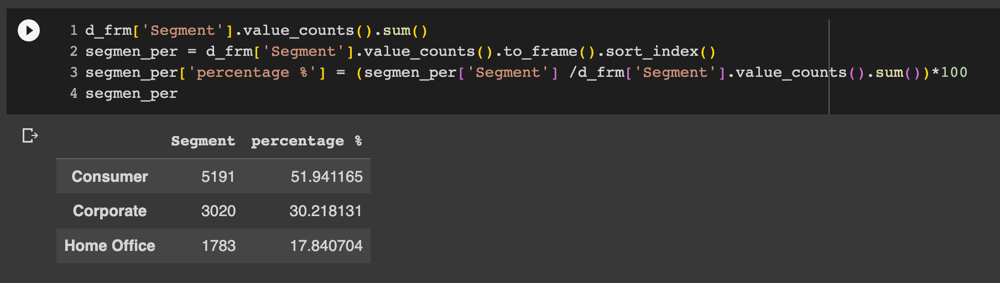 1 d_frm['Segment'].value_counts().sum()
2 segmen_per = d_frm['Segment'].value_counts().to_frame().sort_index()
3 segmen_per['percentage %'] = (segmen_per['Segment'] /d_frm['Segment'].value_counts().sum())*100
4 segmen_per
Segment percentage %
Consumer 5191 51.941165
Corporate 3020 30.218131
Home Office 1783 17.840704